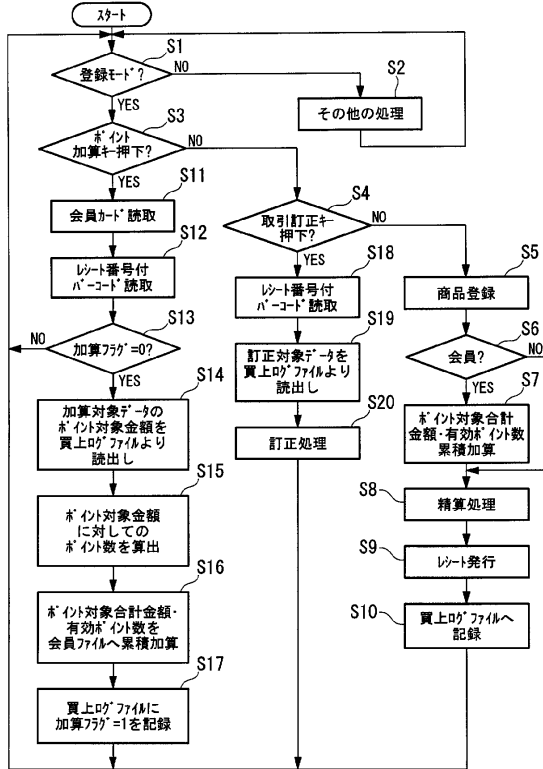 スタート
S1
登録モード?
NO
YES
S2
その他の処理
S3
ポイント
加算キー押下?
NO
YES
S11
会員カード読取
S12
レシート番号付
バーコード読取
S13
加算フラグ=0?
NO
YES
S14
加算対象データの
ポイント対象金額を
買上ログファイルより
読出し
S15
ポイント対象金額
に対しての
ポイント数を算出
S16
ポイント対象合計金額・
有効ポイント数を
会員ファイルへ累積加算
S17
買上ログファイルに
加算フラグ=1を記録
S4
取引訂正キー
押下?
NO
YES
S18
レシート番号付
バーコード読取
S19
訂正対象データを
買上ログファイルより
読出し
S20
訂正処理
S5
商品登録
S6
会員?
NO
YES
S7
ポイント対象合計
金額・有効ポイント数
累積加算
S8
精算処理
S9
レシート発行
S10
買上ログファイルへ
記録